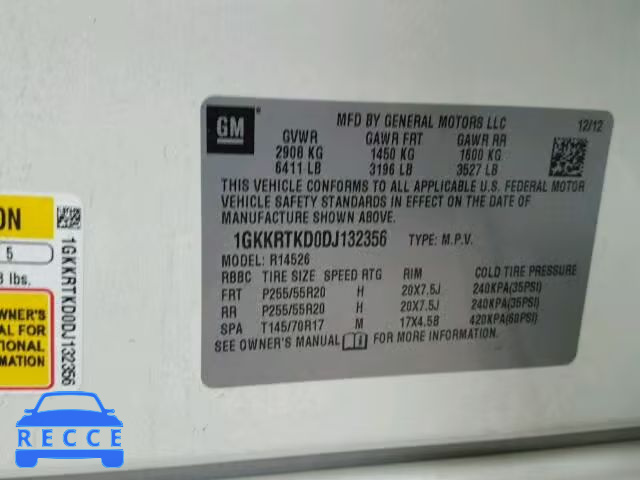 GM
MFD BY GENERAL MOTORS LLC
12/12
GVWR GAWR FRT GAWR RR
2908 KG 1450 KG 1600 KG
6411 LB 3196 LB 3527 LB
THIS VEHICLE CONFORMS TO ALL APPLICABLE U.S. FEDERAL MOTOR
VEHICLE SAFETY STANDARDS IN EFFECT ON THE DATE OF
MANUFACTURE SHOWN ABOVE.
1GKKRTKD0DJ132356 TYPE: M.P.V.
MODEL: R14526
RBBC TIRE SIZE SPEED RTG RIM COLD TIRE PRESSURE
FRT P255/55R20 H 20X7.5J 240KPA(35PSI)
RR P255/55R20 H 20X7.5J 240KPA(35PSI)
SPA T145/70R17 M 17X4.5B 420KPA(60PSI)
SEE OWNER'S MANUAL FOR MORE INFORMATION.
ON
5
lbs.
WNER'S
AL FOR
TIONAL
MATION
1GKKRTKD0DJ132356
RECCE